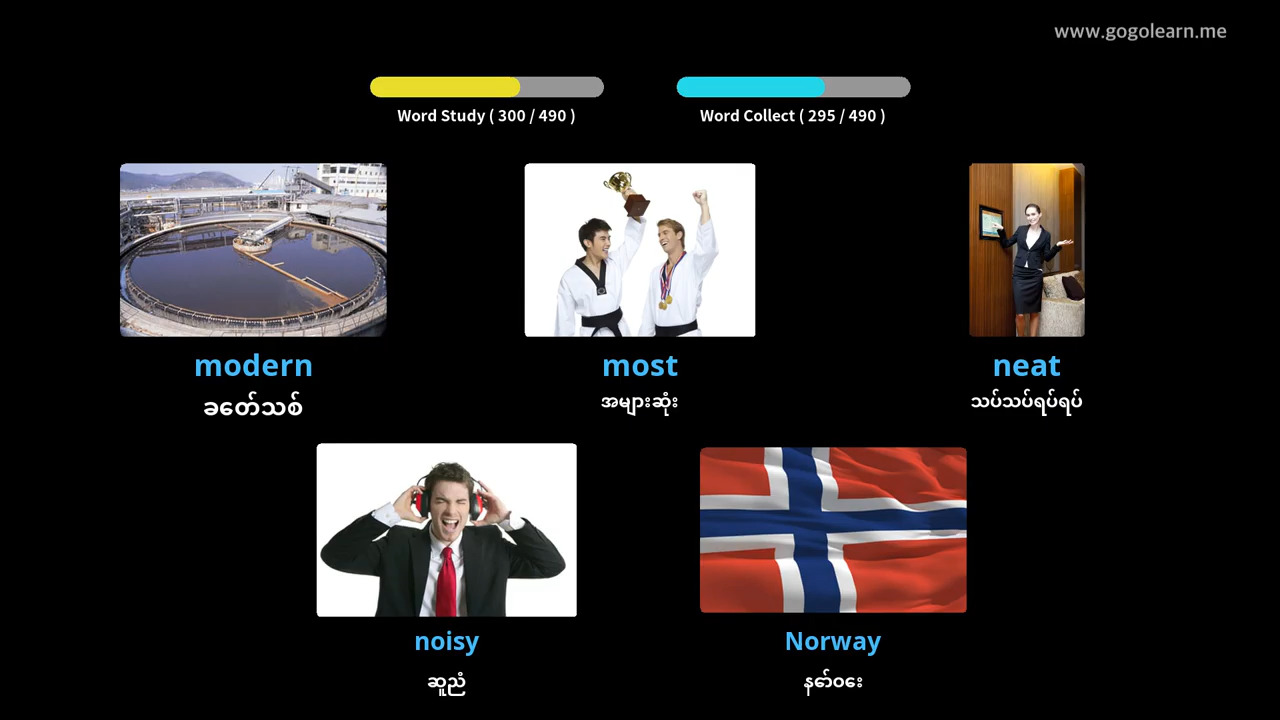 www.gogolearn.me
Word Study ( 300 / 490 )
Word Collect ( 295 / 490 )
modern
ခေတ်သစ်
most
အများဆုံး
neat
သပ်သပ်ရပ်ရပ်
noisy
ဆူညံ
Norway
နော်ဝေး